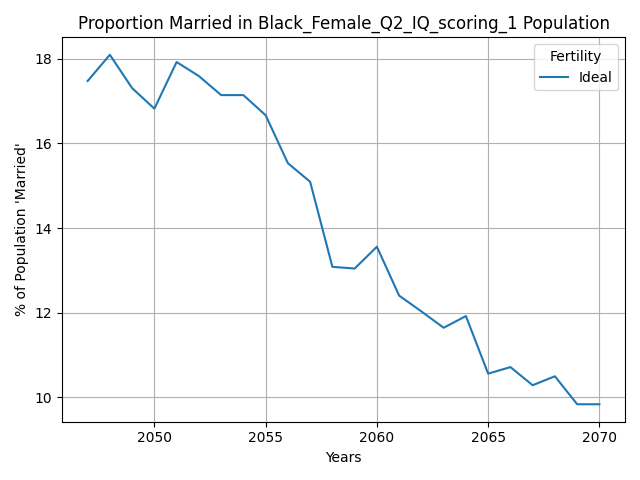 Proportion Married in Black_Female_Q2_IQ_scoring_1 Population
Fertility
Ideal
% of Population 'Married'
18
16
14
12
10
2050 2055 2060 2065 2070
Years